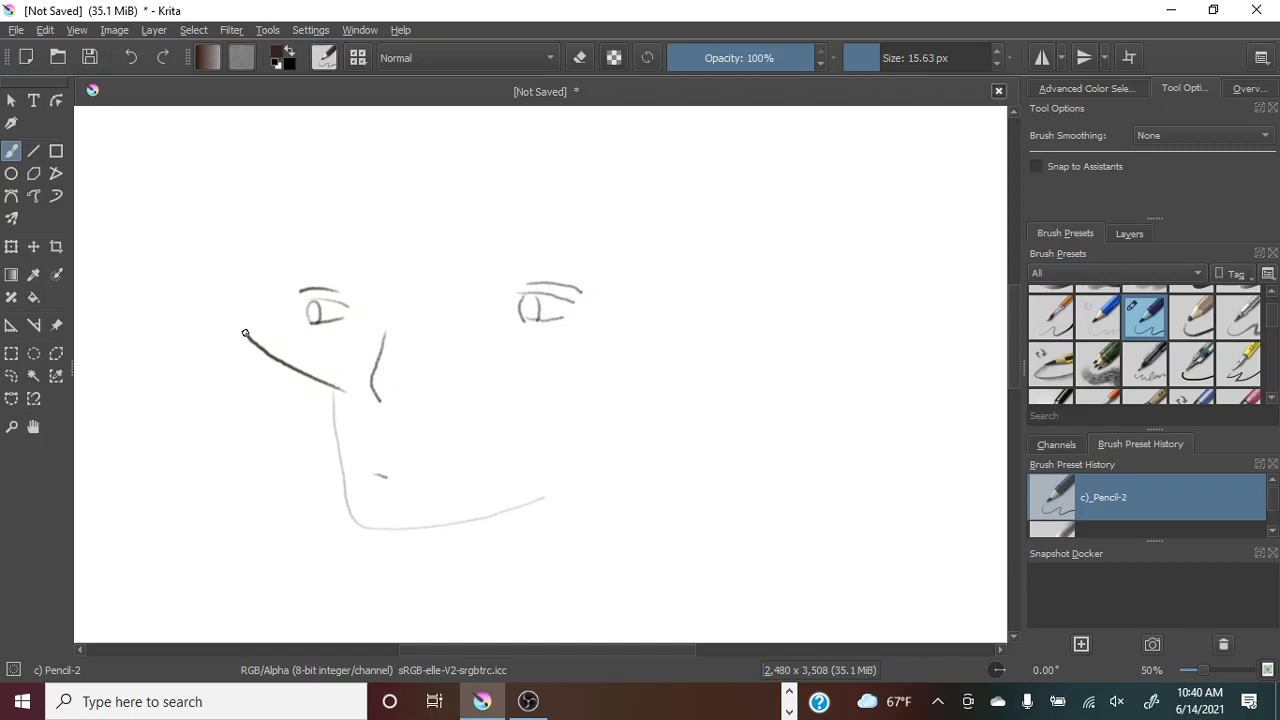 [Not Saved] (35.1 MiB) * - Krita
File Edit View Image Layer Select Filter Tools Settings Window Help
Normal Opacity: 100% Size: 15.63 px
[Not Saved] *
Advanced Color Sele... Tool Opti... Overv...
Tool Options
Brush Smoothing: None
Snap to Assistants
Brush Presets Layers
Brush Presets
All Tag
Search
Channels Brush Preset History
Brush Preset History
c)_Pencil-2
Snapshot Docker
c) Pencil-2 RGB/Alpha (8-bit integer/channel) sRGB-elle-V2-srgbtrc.icc 2,480 x 3,508 (35.1 MiB) 0.00° 50%
Type here to search 67°F 10:40 AM
6/14/2021